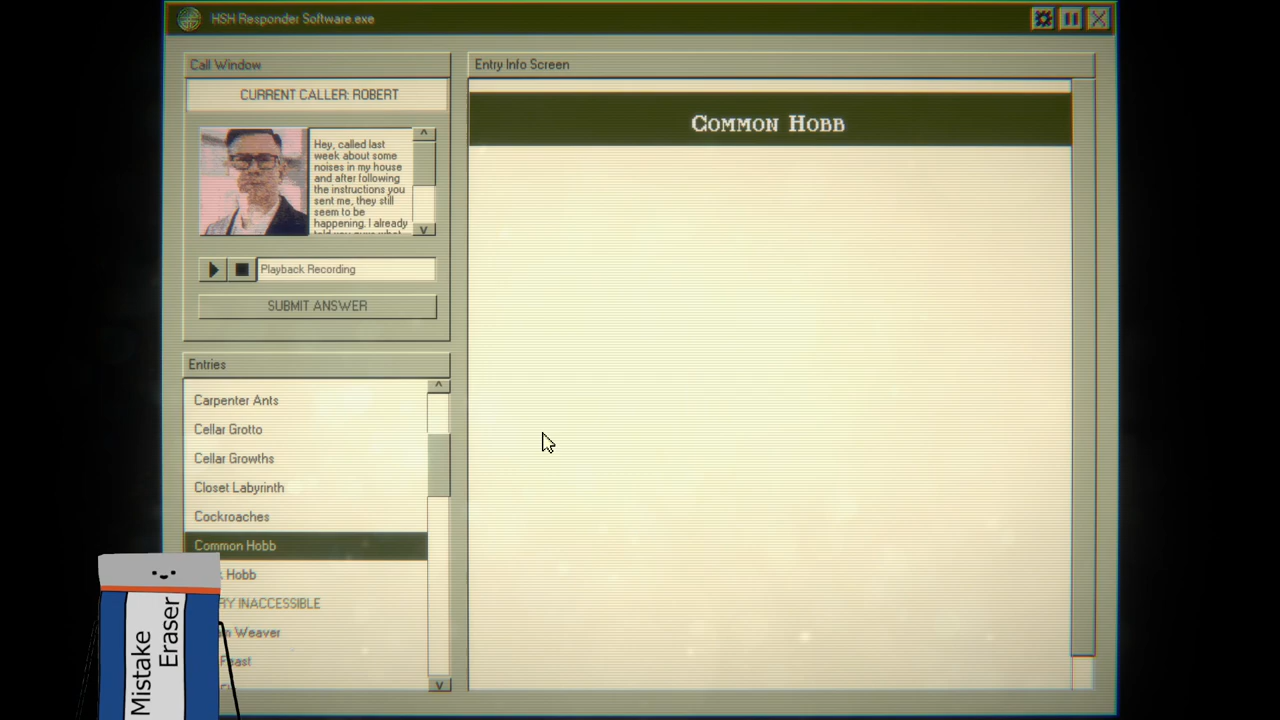 HSH Responder Software.exe
Call Window
CURRENT CALLER: ROBERT
Hey, called last
week about some
noises in my house
and after following
the instructions you
sent me, they still
seem to be
happening. I already
Playback Recording
SUBMIT ANSWER
Entries
Carpenter Ants
Cellar Grotto
Cellar Growths
Closet Labyrinth
Cockroaches
Common Hobb
Hobb
INACCESSIBLE
Weaver
Entry Info Screen
Common Hobb
Mistake
Eraser